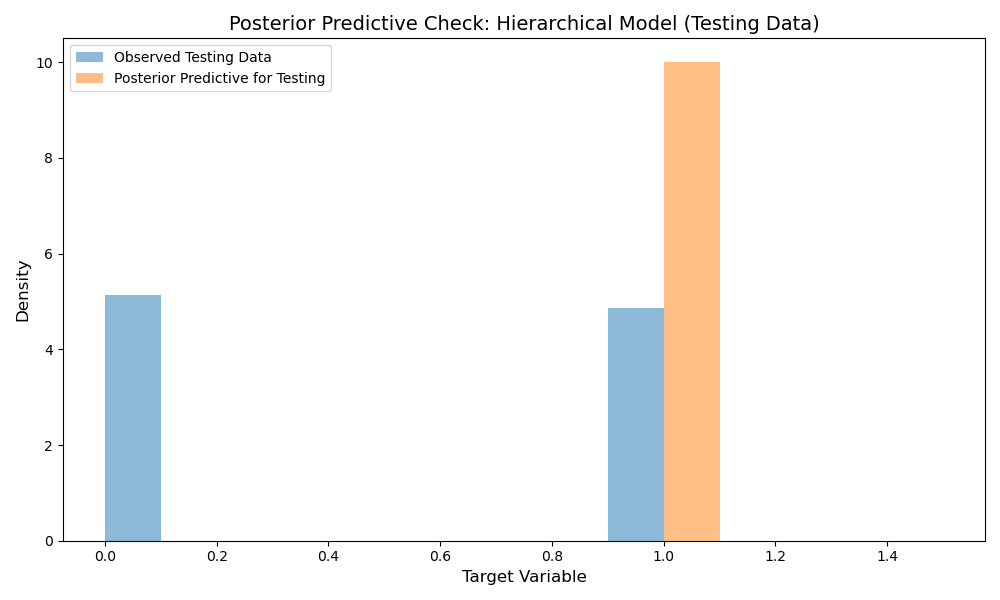 Posterior Predictive Check: Hierarchical Model (Testing Data)
Observed Testing Data
Posterior Predictive for Testing
Density
10
8
6
4
2
0
0.0 0.2 0.4 0.6 0.8 1.0 1.2 1.4
Target Variable